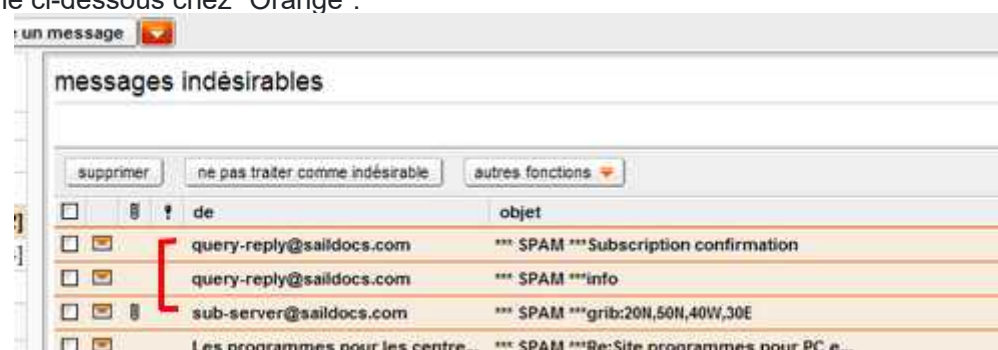 ci-dessous chez "Orange".
un message
messages indésirables
supprimer ne pas traiter comme indésirable autres fonctions
! de objet
query-reply@saildocs.com *** SPAM ***Subscription confirmation
query-reply@saildocs.com *** SPAM ***info
sub-server@saildocs.com *** SPAM ***grib:20N,50N,40W,30E
Les programmes pour les centre... *** SPAM ***Re:Site programmes pour PC e...